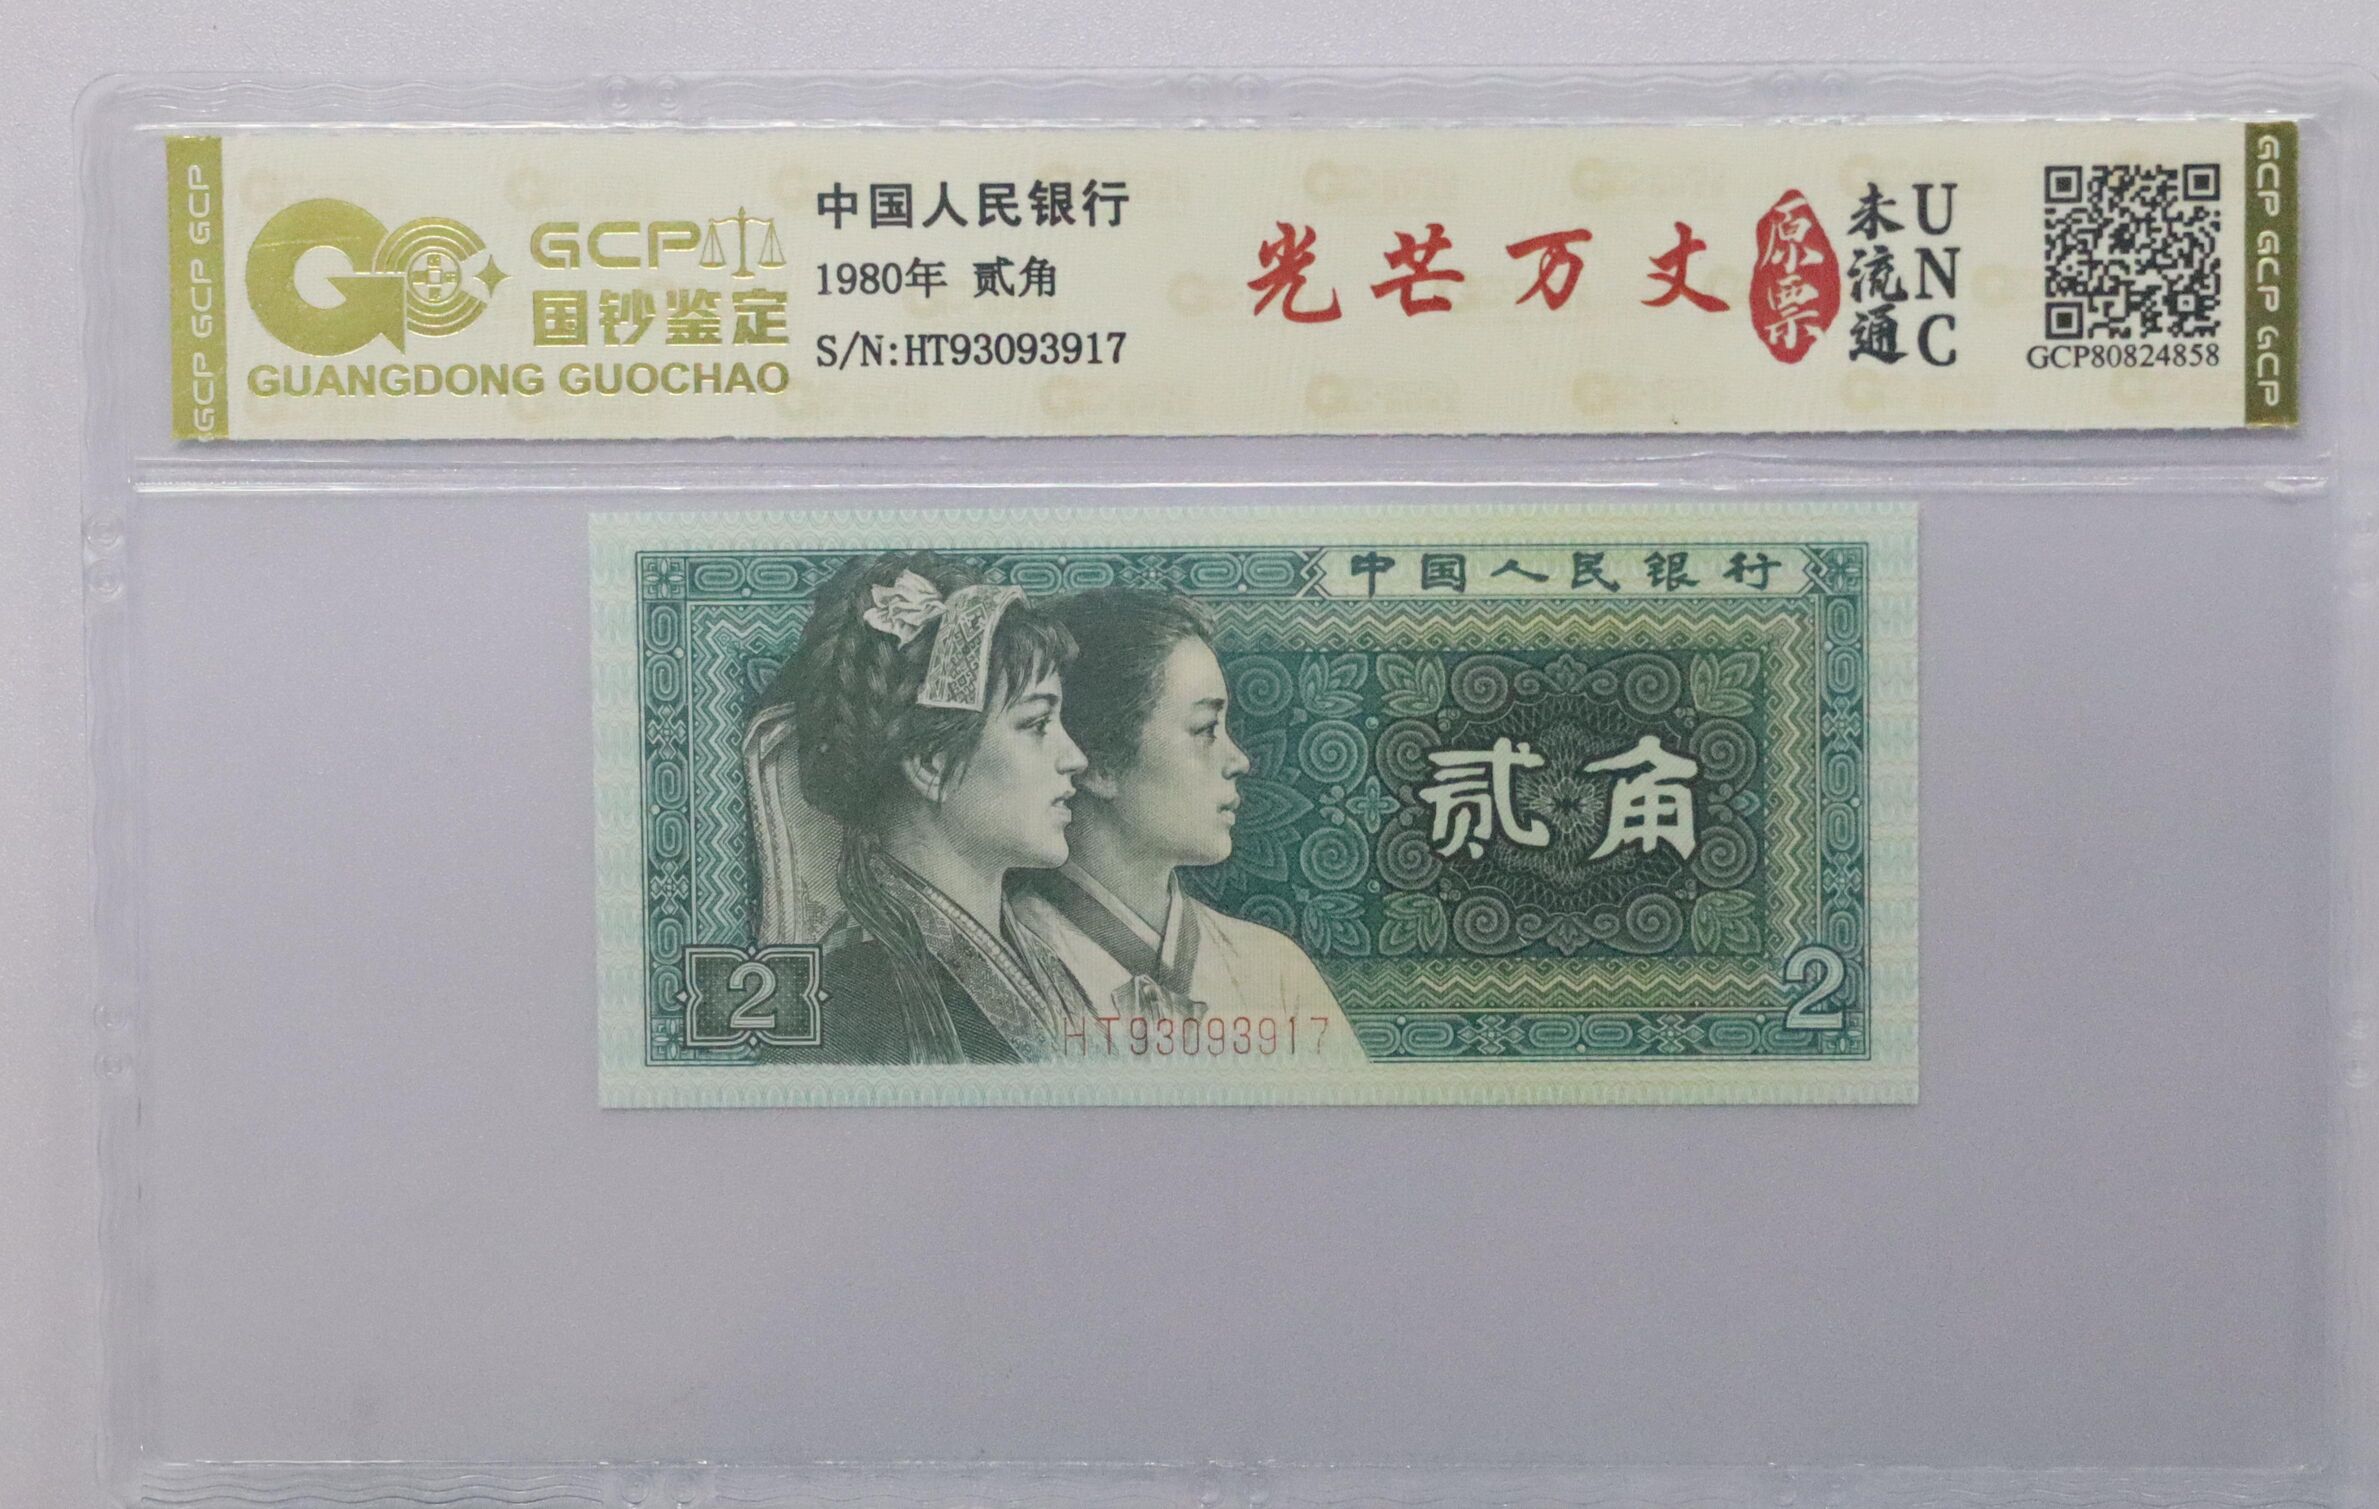 GCP GCP GCP
GCP
国钞鉴定
GUANGDONG GUOCHAO
中国人民银行
1980年 贰角
S/N:HT93093917
光芒万丈
原票
未流通
UNC
GCP80824858
GCP GCP GCP
中国人民银行
贰角
2
2
HT93093917